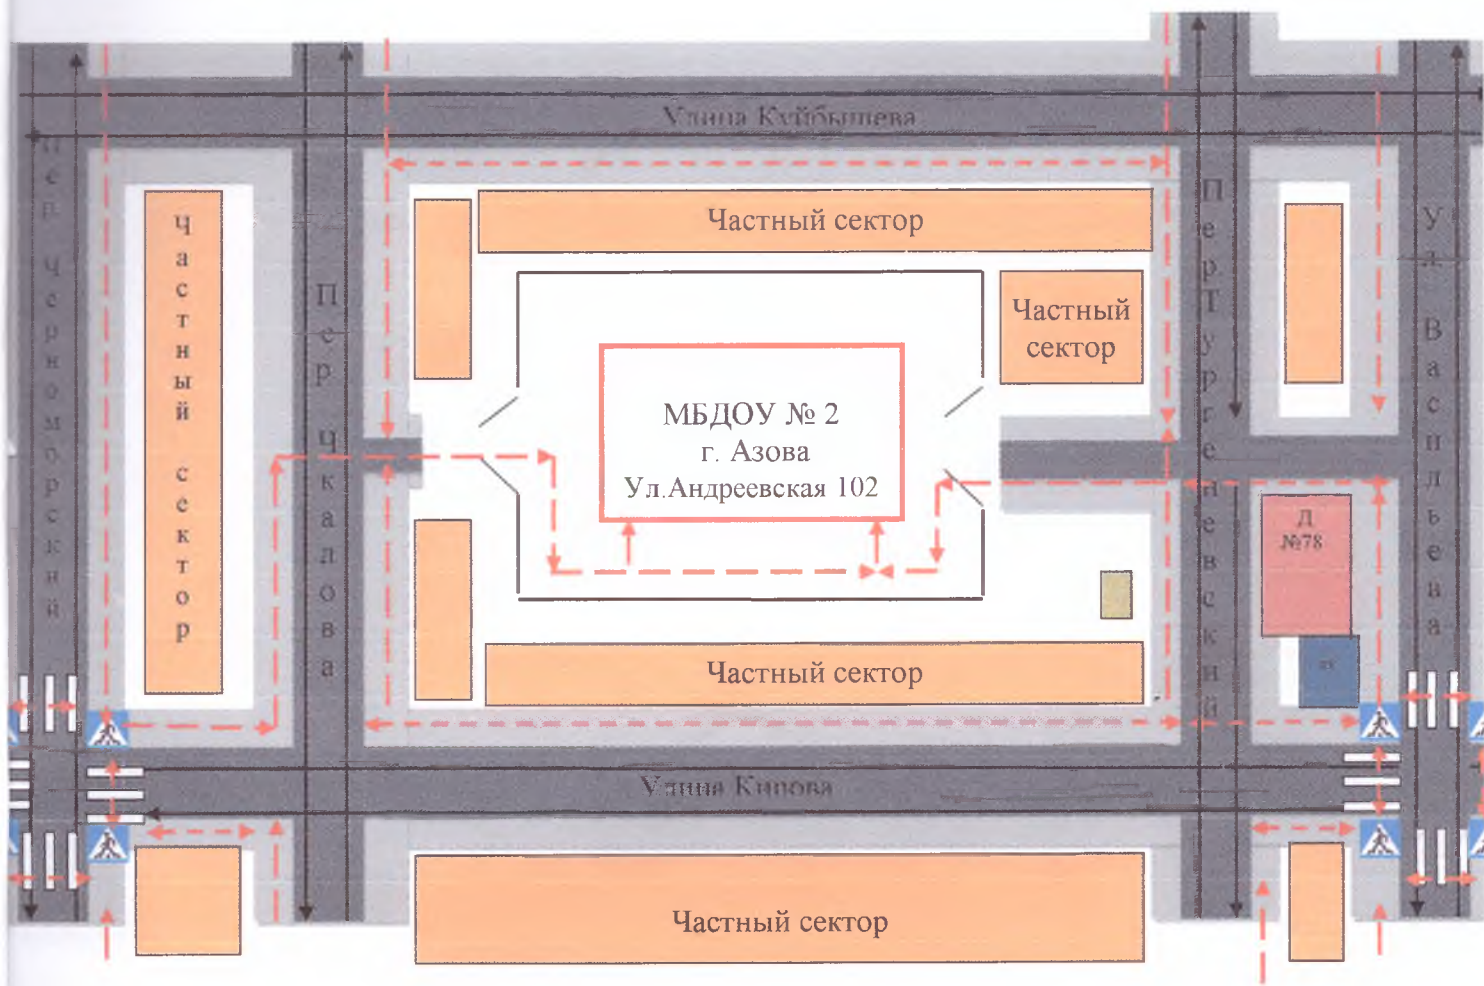 Улица Куйбышева
Пер. Черноморский
Частный сектор
Пер Чкалова
Частный сектор
Частный
сектор
МБДОУ № 2
г. Азова
Ул.Андреевская 102
Пер Тургеневский
Ул. Васильева
Д
№78
Частный сектор
Улица Кирова
Частный сектор